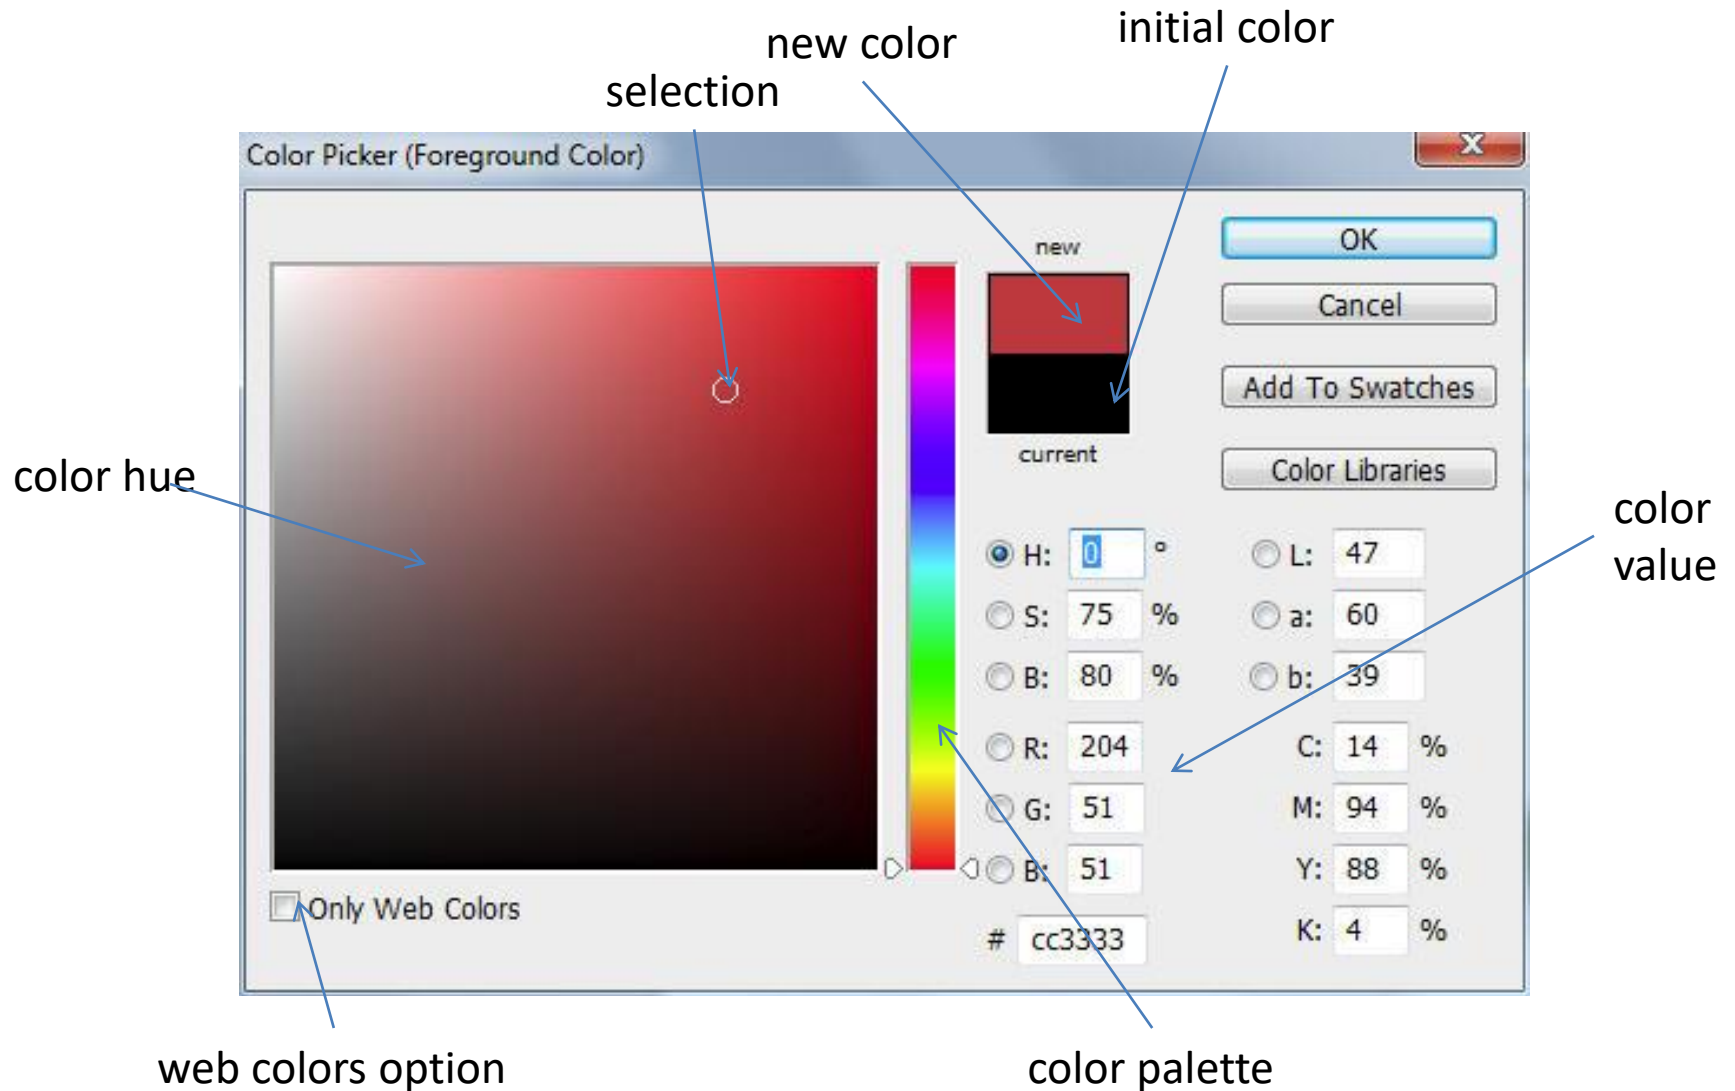 initial color
new color
selection
Color Picker (Foreground Color)
X
new
OK
Cancel
Add To Swatches
current
Color Libraries
color hue
color
value
H: 0 ° L: 47
S: 75 % a: 60
B: 80 % b: 39
R: 204 C: 14 %
G: 51 M: 94 %
B: 51 Y: 88 %
Only Web Colors
# cc3333 K: 4 %
web colors option
color palette